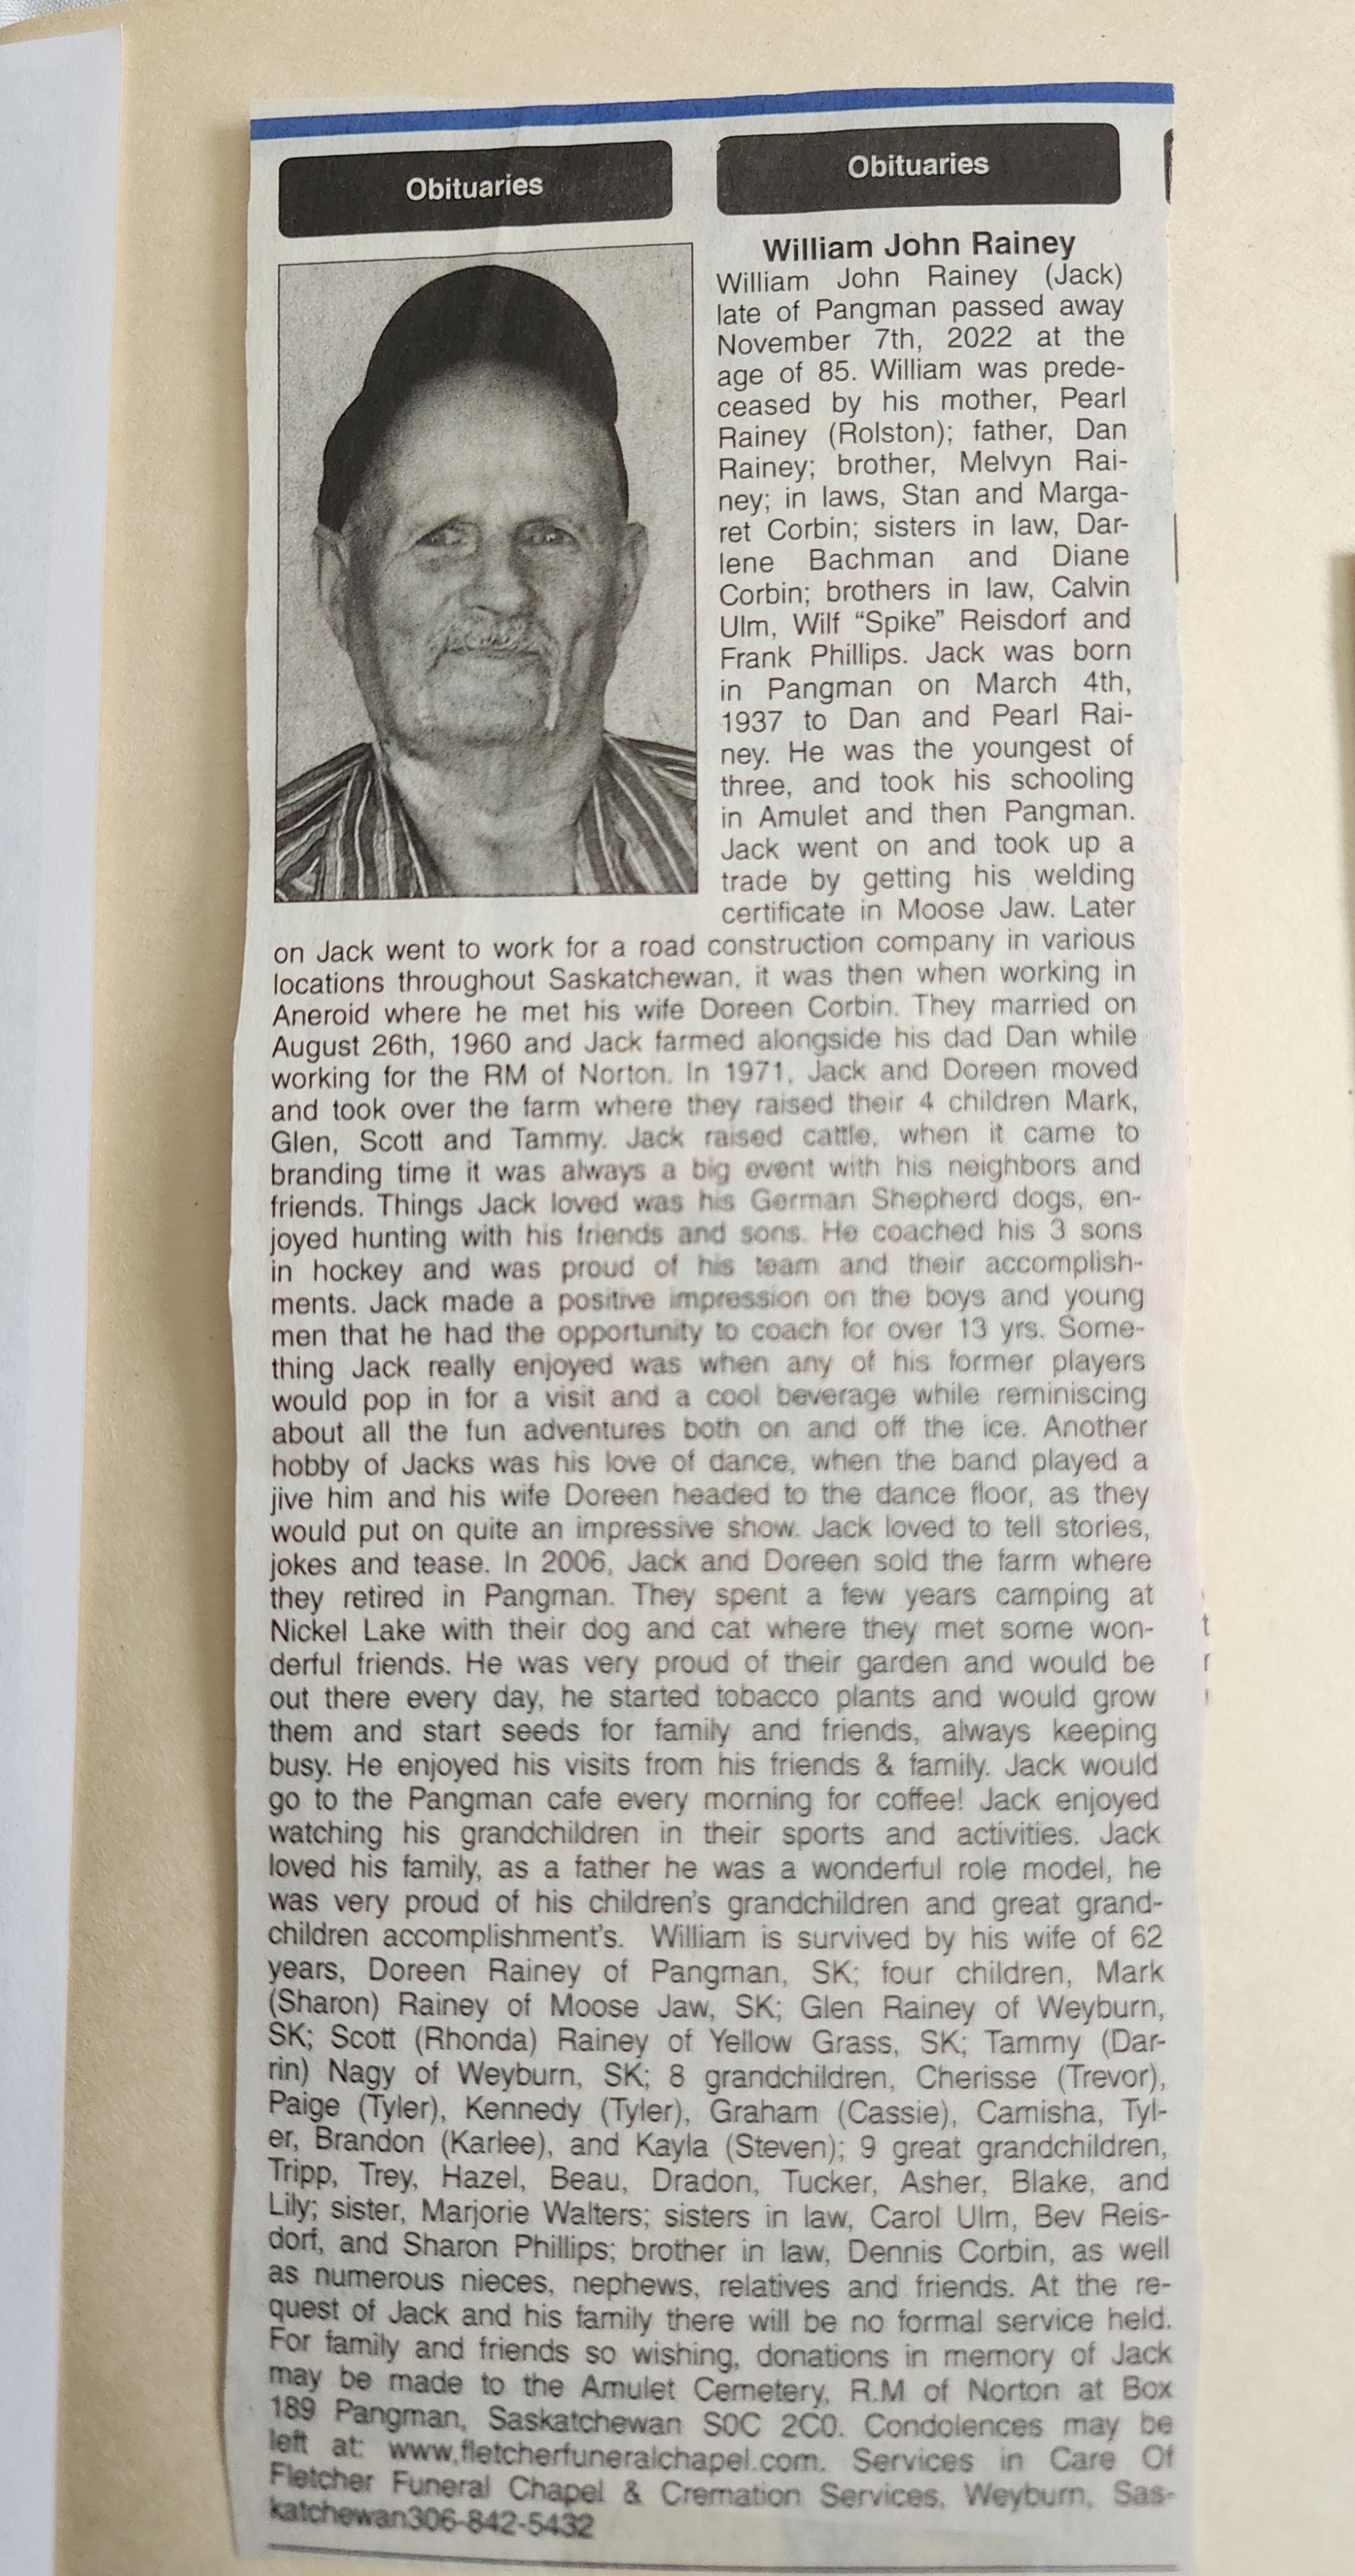 Obituaries
Obituaries
William John Rainey
William John Rainey (Jack)
late of Pangman passed away
November 7th, 2022 at the
age of 85. William was prede-
ceased by his mother, Pearl
Rainey (Rolston); father, Dan
Rainey; brother, Melvyn Rai-
ney; in laws, Stan and Marga-
ret Corbin; sisters in law, Dar-
lene Bachman and Diane
Corbin; brothers in law, Calvin
Ulm, Wilf “Spike” Reisdorf and
Frank Phillips. Jack was born
in Pangman on March 4th,
1937 to Dan and Pearl Rai-
ney. He was the youngest of
three, and took his schooling
in Amulet and then Pangman.
Jack went on and took up a
trade by getting his welding
certificate in Moose Jaw. Later
on Jack went to work for a road construction company in various
locations throughout Saskatchewan, it was then when working in
Aneroid where he met his wife Doreen Corbin. They married on
August 26th, 1960 and Jack farmed alongside his dad Dan while
working for the RM of Norton. In 1971, Jack and Doreen moved
and took over the farm where they raised their 4 children Mark,
Glen, Scott and Tammy. Jack raised cattle, when it came to
branding time it was always a big event with his neighbors and
friends. Things Jack loved was his German Shepherd dogs, en-
joyed hunting with his friends and sons. He coached his 3 sons
in hockey and was proud of his team and their accomplish-
ments. Jack made a positive impression on the boys and young
men that he had the opportunity to coach for over 13 yrs. Some-
thing Jack really enjoyed was when any of his former players
would pop in for a visit and a cool beverage while reminiscing
about all the fun adventures both on and off the ice. Another
hobby of Jacks was his love of dance, when the band played a
jive him and his wife Doreen headed to the dance floor, as they
would put on quite an impressive show. Jack loved to tell stories,
jokes and tease. In 2006, Jack and Doreen sold the farm where
they retired in Pangman. They spent a few years camping at
Nickel Lake with their dog and cat where they met some won-
derful friends. He was very proud of their garden and would be
out there every day, he started tobacco plants and would grow
them and start seeds for family and friends, always keeping
busy. He enjoyed his visits from his friends & family. Jack would
go to the Pangman cafe every morning for coffee! Jack enjoyed
watching his grandchildren in their sports and activities. Jack
loved his family, as a father he was a wonderful role model, he
was very proud of his children's grandchildren and great grand-
children accomplishment's. William is survived by his wife of 62
years, Doreen Rainey of Pangman, SK; four children, Mark
(Sharon) Rainey of Moose Jaw, SK; Glen Rainey of Weyburn,
SK; Scott (Rhonda) Rainey of Yellow Grass, SK; Tammy (Dar-
rin) Nagy of Weyburn, SK; 8 grandchildren, Cherisse (Trevor),
Paige (Tyler), Kennedy (Tyler), Graham (Cassie), Camisha, Tyl-
er, Brandon (Karlee), and Kayla (Steven); 9 great grandchildren,
Tripp, Trey, Hazel, Beau, Dradon, Tucker, Asher, Blake, and
Lily; sister, Marjorie Walters; sisters in law, Carol Ulm, Bev Reis-
dorf, and Sharon Phillips; brother in law, Dennis Corbin, as well
as numerous nieces, nephews, relatives and friends. At the re-
quest of Jack and his family there will be no formal service held.
For family and friends so wishing, donations in memory of Jack
may be made to the Amulet Cemetery, R.M of Norton at Box
189 Pangman, Saskatchewan S0C 2C0. Condolences may be
left at: www.fletcherfuneralchapel.com. Services in Care Of
Fletcher Funeral Chapel & Cremation Services, Weyburn, Sas-
katchewan306-842-5432